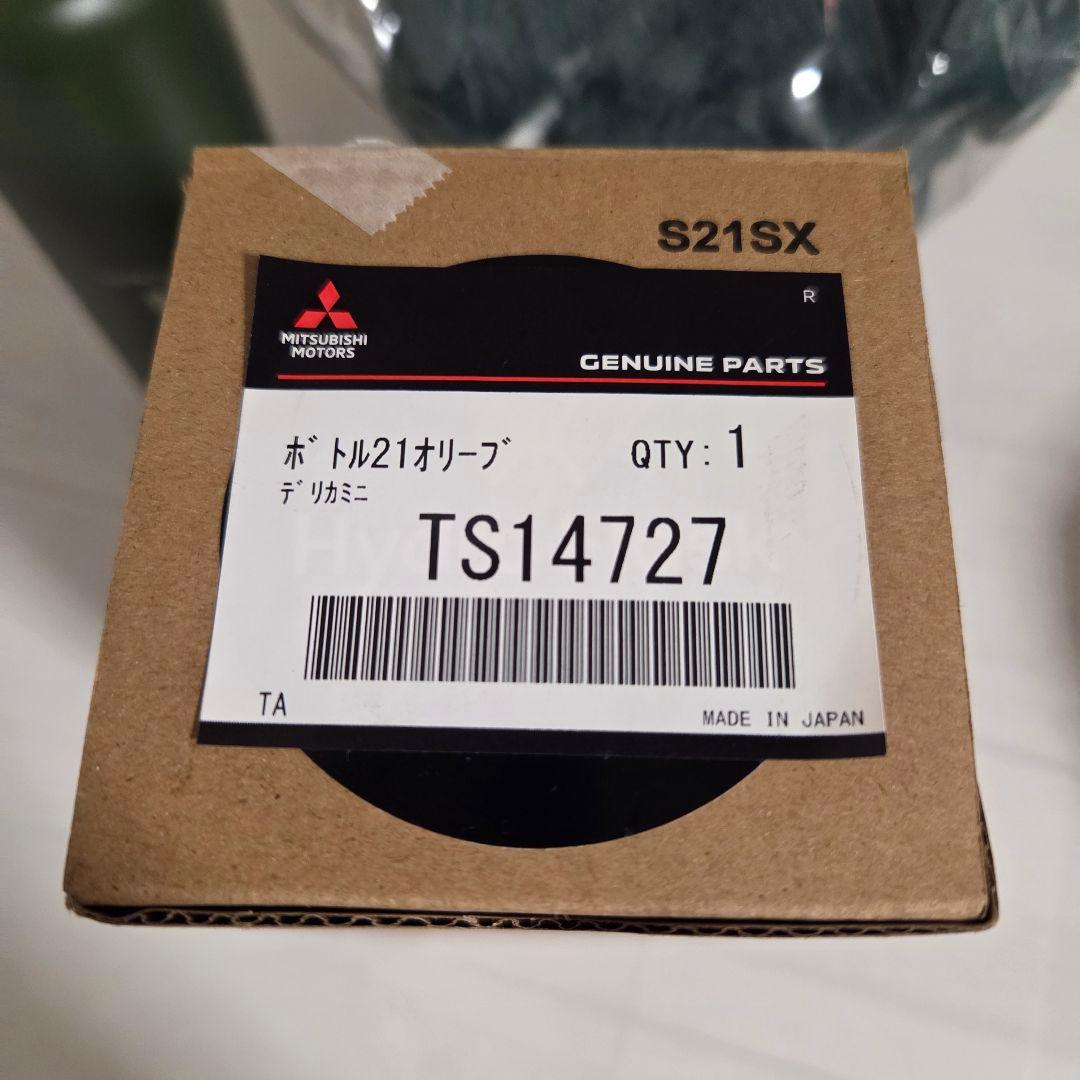 S21SX
R
MITSUBISHI
MOTORS
GENUINE PARTS
ﾎﾞﾄﾙ21ｵﾘｰﾌﾞ QTY: 1
ﾃﾞﾘｶﾐﾆ
TS14727
TA
MADE IN JAPAN